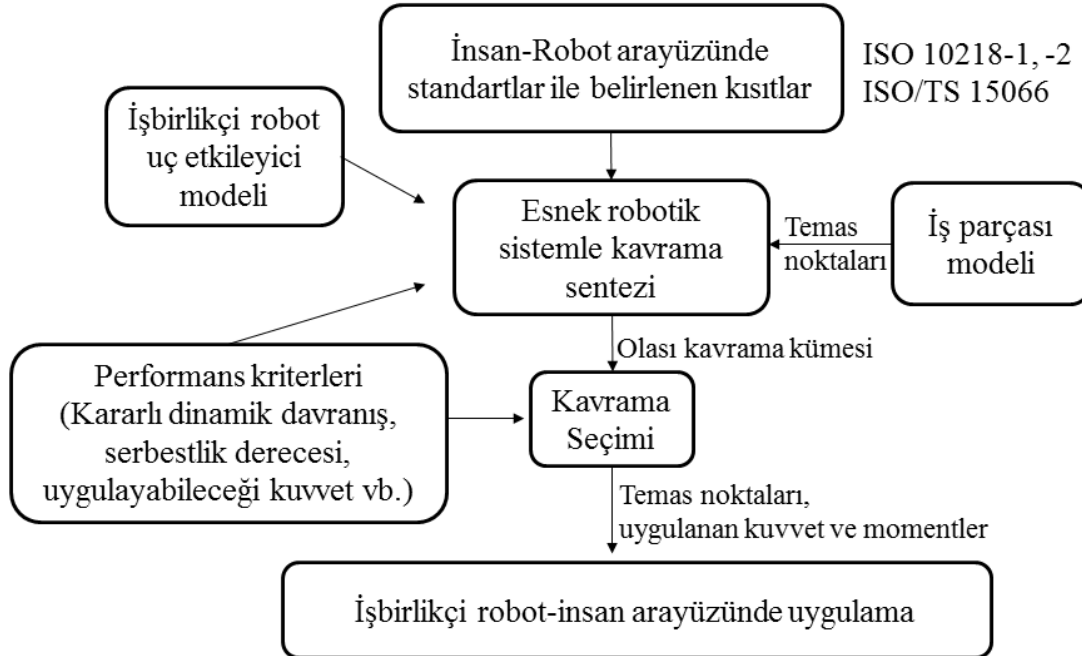 İnsan-Robot arayüzünde
standartlar ile belirlenen kısıtlar
ISO 10218-1, -2
ISO/TS 15066
İşbirlikçi robot
uç etkileyici
modeli
Esnek robotik
sistemle kavrama
sentezi
Temas
noktaları
İş parçası
modeli
Olası kavrama kümesi
Performans kriterleri
(Kararlı dinamik davranış,
serbestlik derecesi,
uygulayabileceği kuvvet vb.)
Kavrama
Seçimi
Temas noktaları,
uygulanan kuvvet ve momentler
İşbirlikçi robot-insan arayüzünde uygulama